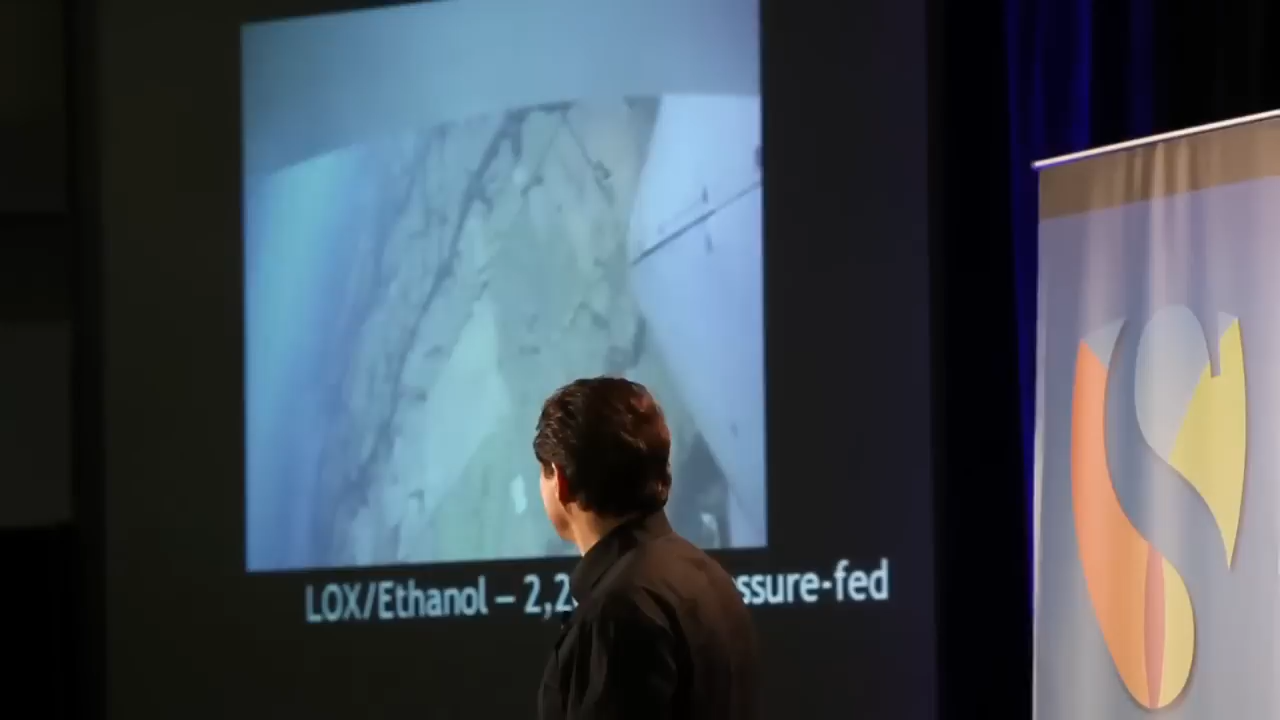 LOX/Ethanol – 2,2 ssure-fed